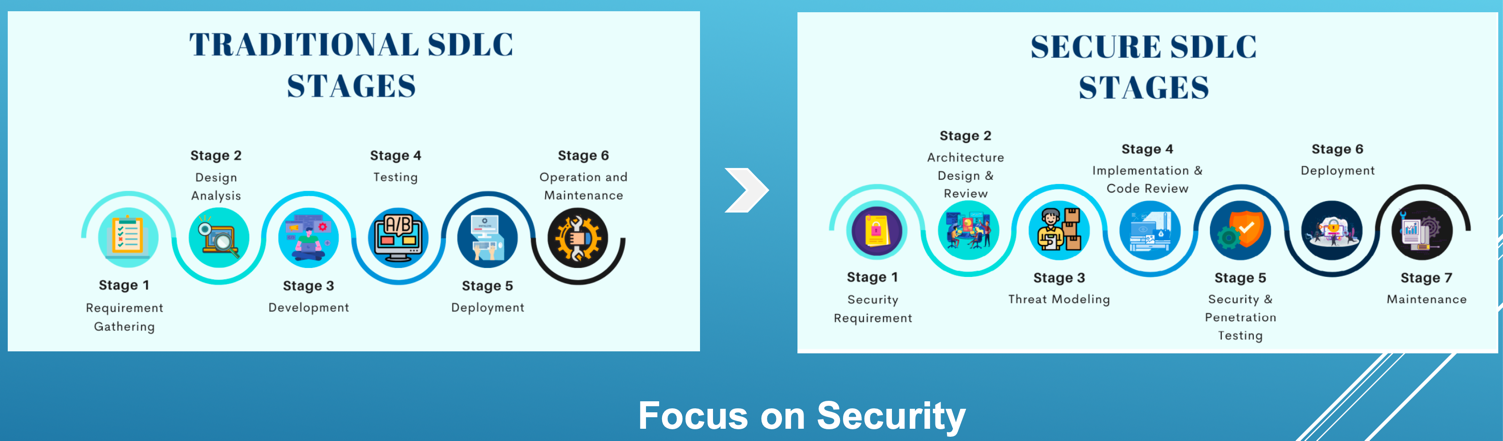 TRADITIONAL SDLC
STAGES
Stage 2
Design
Analysis
Stage 4
Testing
Stage 6
Operation and
Maintenance
A/B
Stage 1
Requirement
Gathering
Stage 3
Development
Stage 5
Deployment
SECURE SDLC
STAGES
Stage 2
Architecture
Design &
Review
Stage 4
Implementation &
Code Review
Stage 6
Deployment
Stage 1
Security
Requirement
Stage 3
Threat Modeling
Stage 5
Security &
Penetration
Testing
Stage 7
Maintenance
Focus on Security